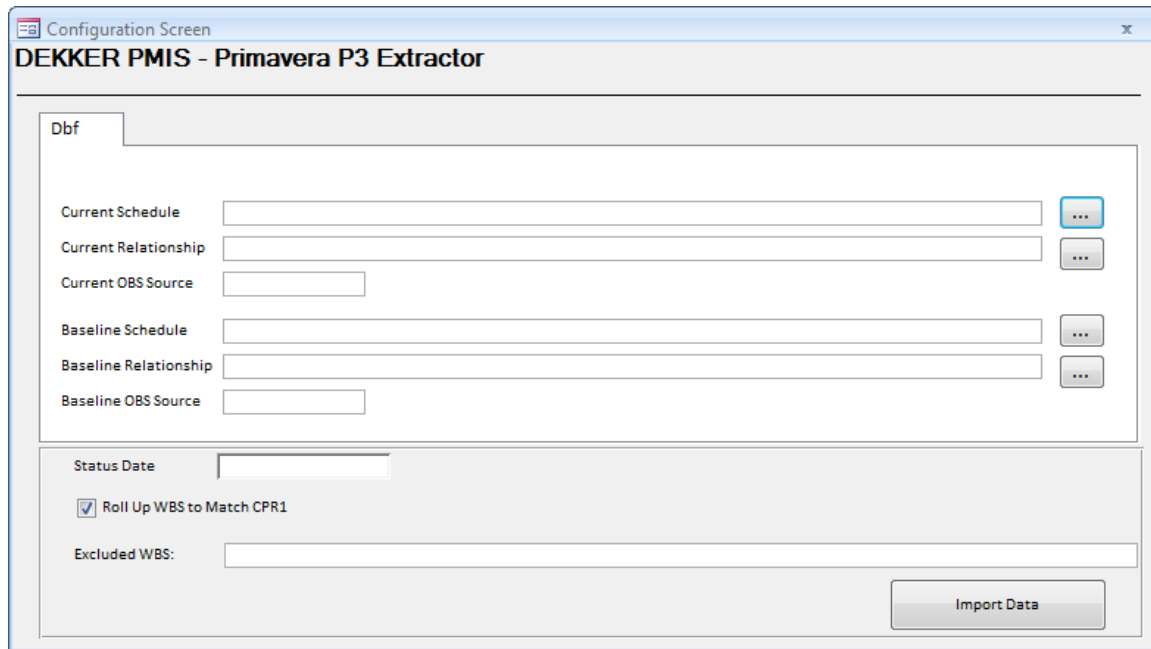 Configuration Screen
x
DEKKER PMIS - Primavera P3 Extractor
Dbf
Current Schedule
...
Current Relationship
...
Current OBS Source
Baseline Schedule
...
Baseline Relationship
...
Baseline OBS Source
Status Date
Roll Up WBS to Match CPR1
Excluded WBS:
Import Data